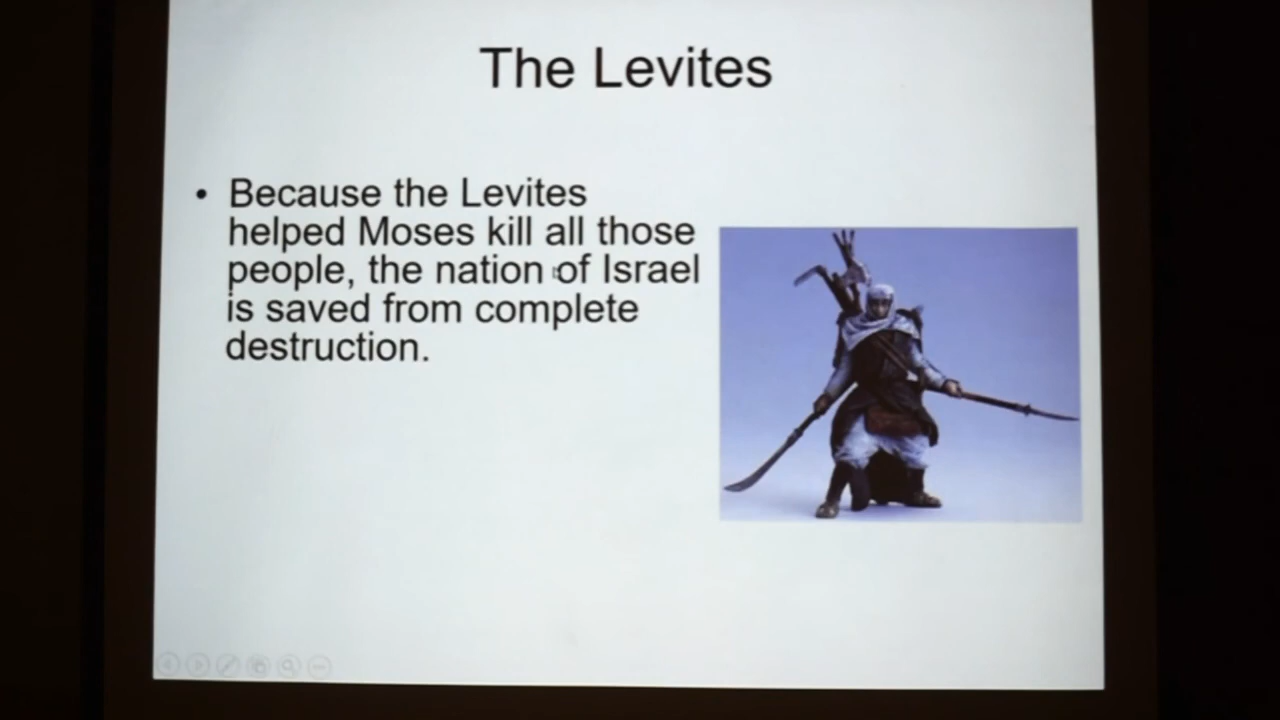 The Levites
• Because the Levites
helped Moses kill all those
people, the nation of Israel
is saved from complete
destruction.